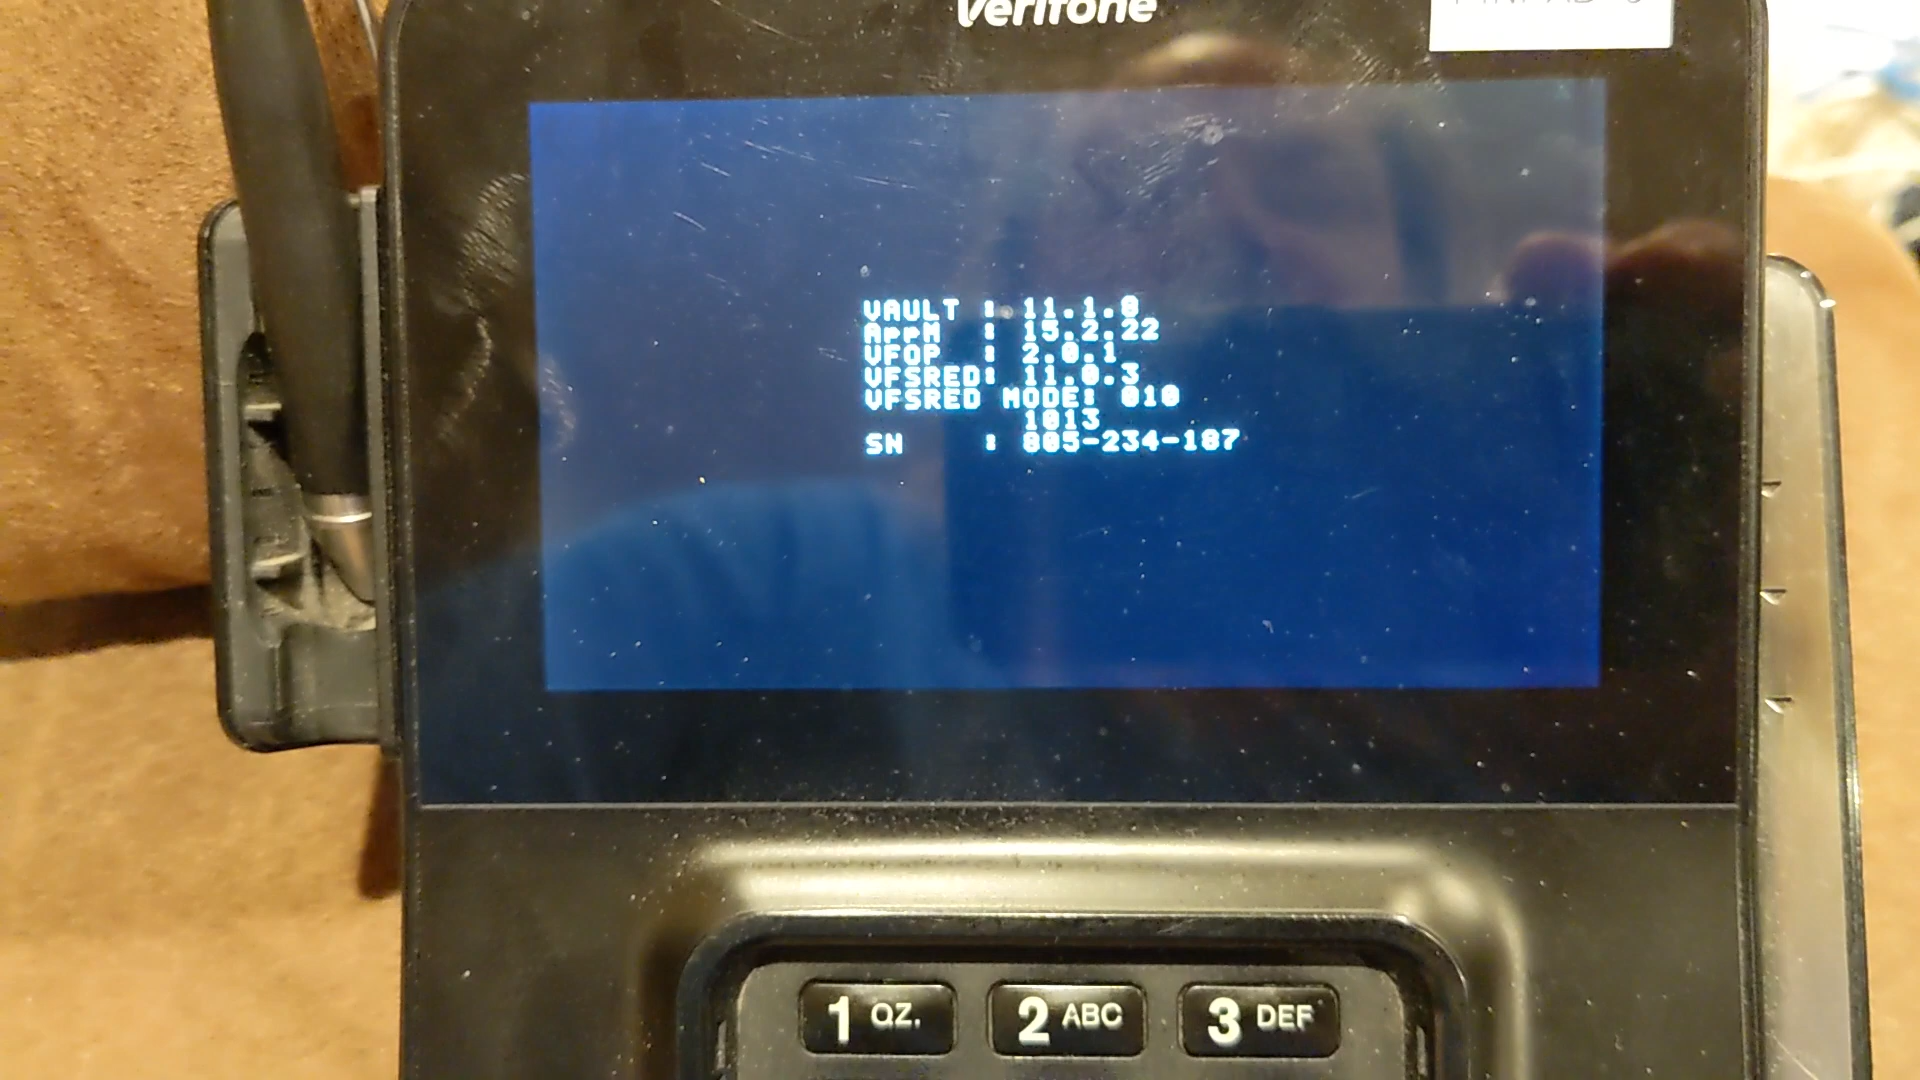 Verifone
VAULT : 11.1.0
AppM : 15.2.22
VFOP : 2.0.1
VFSRED: 11.0.3
VFSRED MODE: 010
1013
SN : 805-234-187
1 QZ. 2 ABC 3 DEF